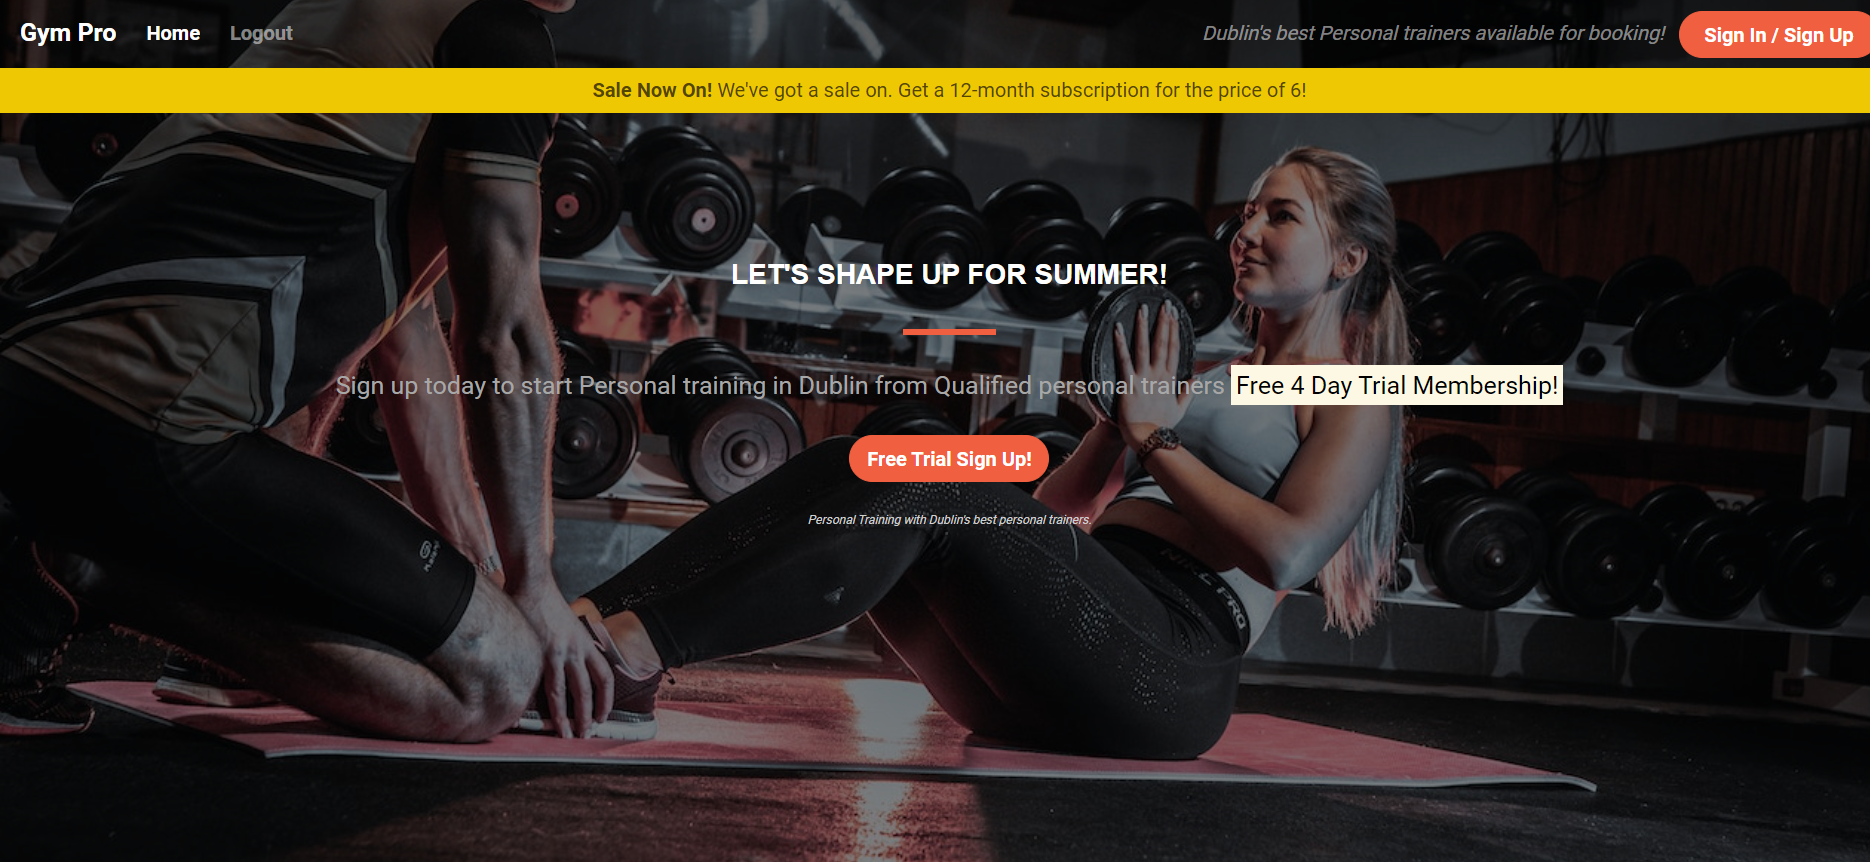 Gym Pro Home Logout Dublin's best Personal trainers available for booking! Sign In / Sign Up
Sale Now On! We've got a sale on. Get a 12-month subscription for the price of 6!
LET'S SHAPE UP FOR SUMMER!
Sign up today to start Personal training in Dublin from Qualified personal trainers Free 4 Day Trial Membership!
Free Trial Sign Up!
Personal Training with Dublin's best personal trainers.
NIKE PRO